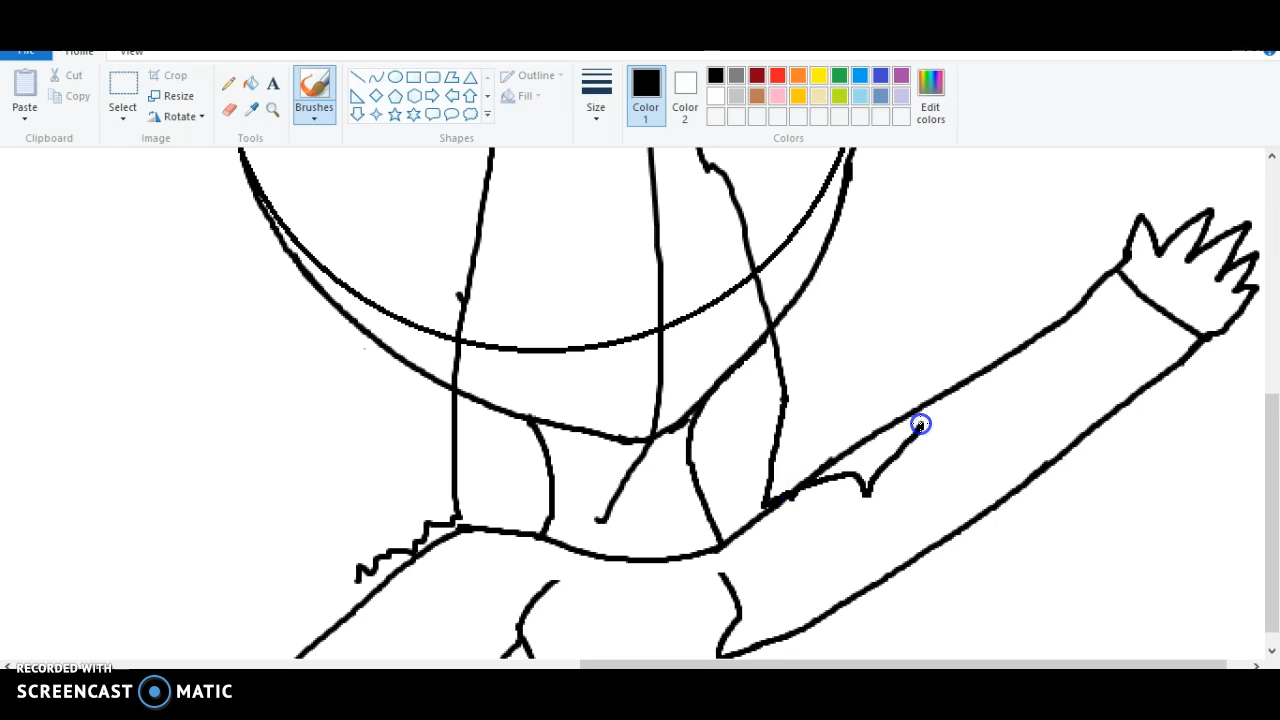 File Home View
Paste
Cut
Copy
Clipboard
Select
Crop
Resize
Rotate
Image
A
Tools
Brushes
Shapes
Outline
Fill
Size
Color
1
Color
2
Edit
colors
Colors
RECORDED WITH
SCREENCAST MATIC